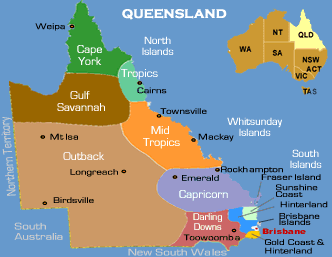 QUEENSLAND
Weipa
North
Islands
Cape
York
Tropics
Cairns
Gulf
Savannah
Townsville
Whitsunday
Islands
Mid
Tropics
Mackay
Mt Isa
Outback
Longreach
Northern Territory
South
Islands
Rockhampton
Emerald
Fraser Island
Capricorn
Sunshine
Coast
Hinterland
Birdsville
Darling
Downs
Brisbane
Islands
Toowoomba
Brisbane
Gold Coast &
Hinterland
South
Australia
New South Wales
NT
QLD
WA
SA
NSW
ACT
VIC
TAS